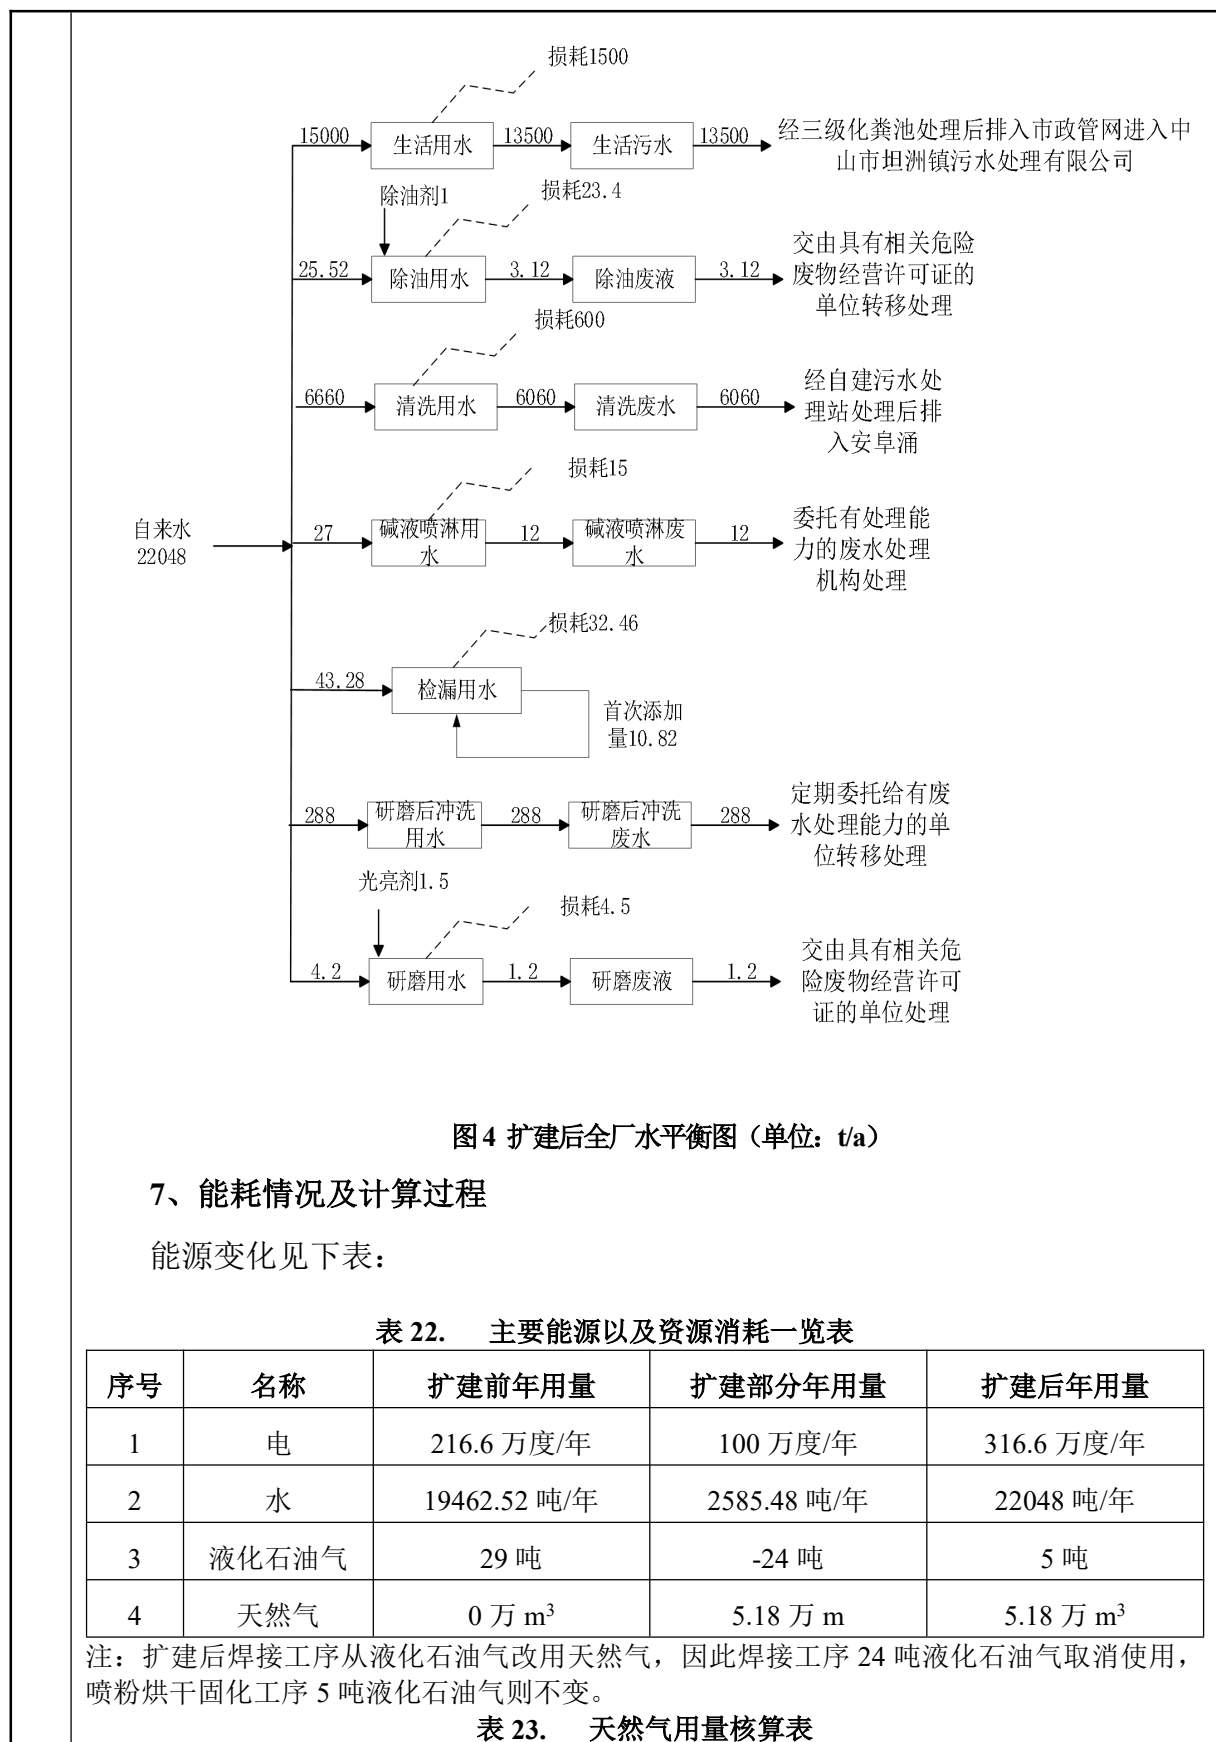 损耗1500
15000
生活用水
13500
生活污水
13500
经三级化粪池处理后排入市政管网进入中
山市坦洲镇污水处理有限公司
除油剂1
损耗23.4
25.52
除油用水
3.12
除油废液
3.12
交由具有相关危险
废物经营许可证的
单位转移处理
损耗600
6660
清洗用水
6060
清洗废水
6060
经自建污水处
理站处理后排
入安阜涌
损耗15
自来水
22048
27
碱液喷淋用
水
12
碱液喷淋废
水
12
委托有处理能
力的废水处理
机构处理
损耗32.46
43.28
检漏用水
首次添加
量10.82
288
研磨后冲洗
用水
288
研磨后冲洗
废水
288
定期委托给有废
水处理能力的单
位转移处理
光亮剂1.5
损耗4.5
4.2
研磨用水
1.2
研磨废液
1.2
交由具有相关危
险废物经营许可
证的单位处理
图 4 扩建后全厂水平衡图（单位：t/a）
7、能耗情况及计算过程
能源变化见下表：
表 22. 主要能源以及资源消耗一览表
序号 名称 扩建前年用量 扩建部分年用量 扩建后年用量
1 电 216.6 万度/年 100 万度/年 316.6 万度/年
2 水 19462.52 吨/年 2585.48 吨/年 22048 吨/年
3 液化石油气 29 吨 -24 吨 5 吨
4 天然气 0 万 m³ 5.18 万 m 5.18 万 m³
注：扩建后焊接工序从液化石油气改用天然气，因此焊接工序 24 吨液化石油气取消使用，
喷粉烘干固化工序 5 吨液化石油气则不变。
表 23. 天然气用量核算表